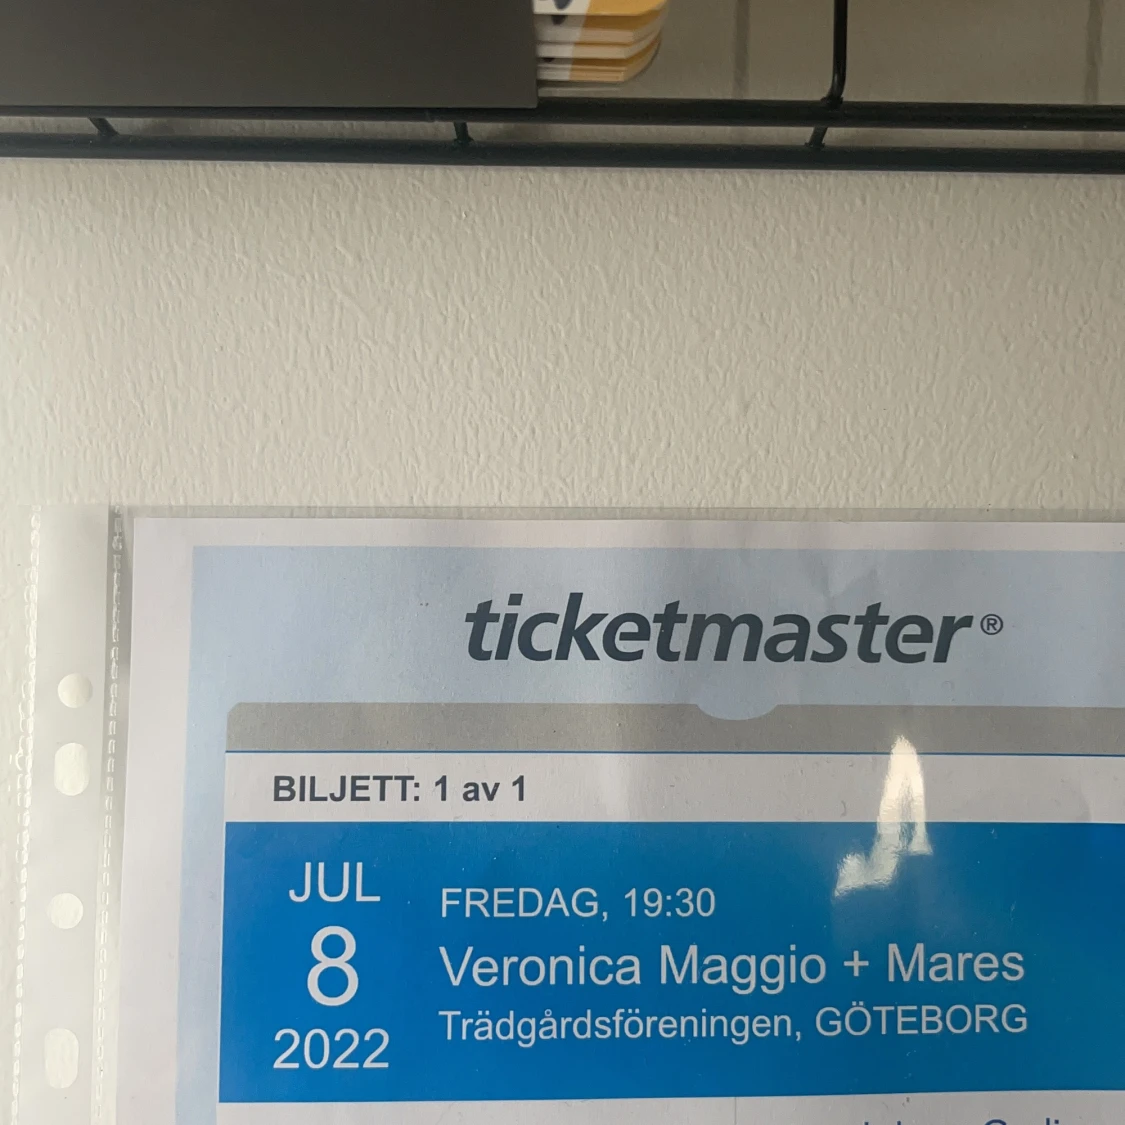 ticketmaster®
BILJETT: 1 av 1
JUL
8
2022
FREDAG, 19:30
Veronica Maggio + Mares
Trädgårdsföreningen, GÖTEBORG